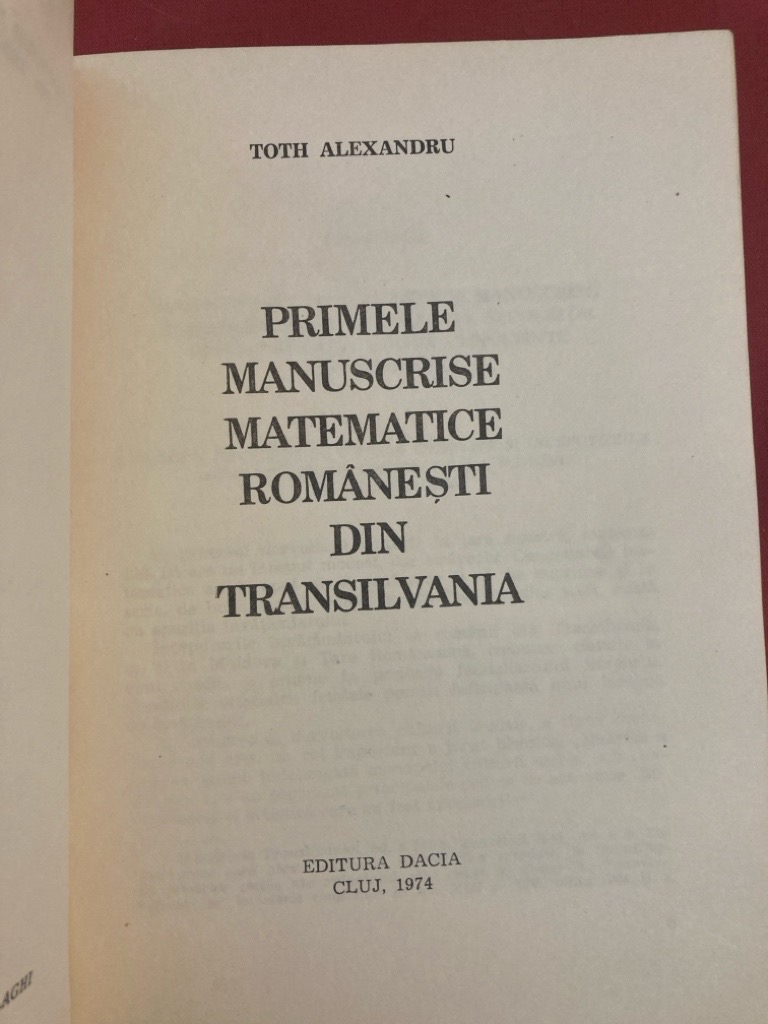 TOTH ALEXANDRU
PRIMELE
MANUSCRISE
MATEMATICE
ROMÂNEȘTI
DIN
TRANSILVANIA
EDITURA DACIA
CLUJ, 1974